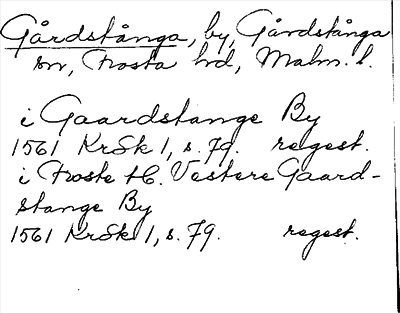 Gårdstånga, by, Gårdstånga
sn, Frosta hd, Malm. l.
i Gaardstange By
1561 KrSk 1, s. 79. regest.
i Froste H. Vestere Gaard-
stange By
1561 KrSk 1, s. 79. regest.